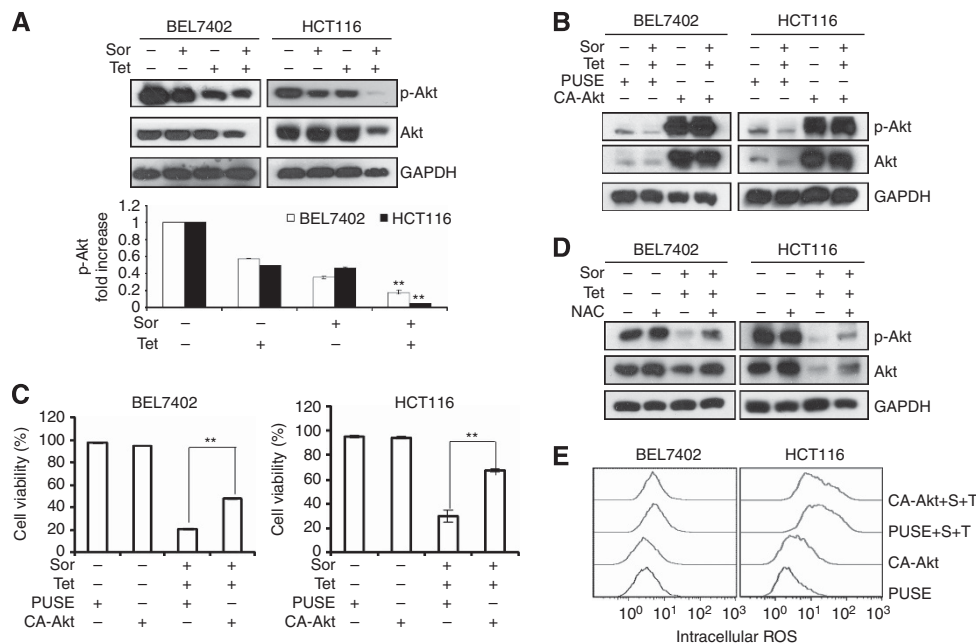 A
BEL7402 HCT116
Sor – + – + – + – +
Tet – – + + – – + +
p-Akt
Akt
GAPDH
1.2
1
0.8
0.6
0.4
0.2
0
p-Akt
fold increase
BEL7402 HCT116
** **
Sor – – + +
Tet – + – +
B
BEL7402 HCT116
Sor – + – + – + – +
Tet – + – + – + – +
PUSE + + – – + + – –
CA-Akt – – + + – – + +
p-Akt
Akt
GAPDH
C
BEL7402
Cell viability (%)
120
100
80
60
40
20
0
**
Sor – – + +
Tet – – + +
PUSE + – + –
CA-Akt – + – +
HCT116
Cell viability (%)
120
100
80
60
40
20
0
**
Sor – – + +
Tet – – + +
PUSE + – + –
CA-Akt – + – +
D
BEL7402 HCT116
Sor – – + + – – + +
Tet – – + + – – + +
NAC – + – + – + – +
p-Akt
Akt
GAPDH
E
BEL7402 HCT116
CA-Akt+S+T
PUSE+S+T
CA-Akt
PUSE
10⁰ 10¹ 10² 10³ 10⁰ 10¹ 10² 10³
Intracellular ROS